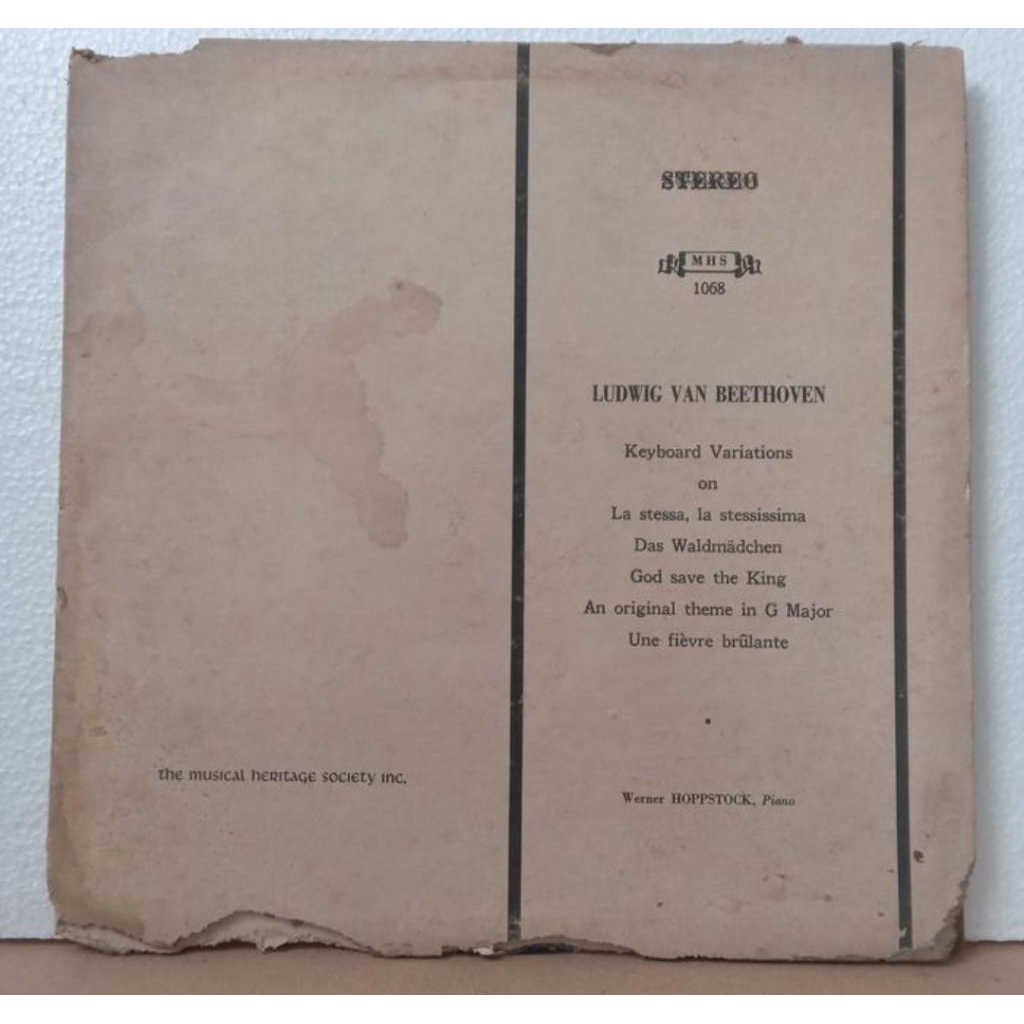 STEREO
MHS
1068
LUDWIG VAN BEETHOVEN
Keyboard Variations
on
La stessa, la stessissima
Das Waldmädchen
God save the King
An original theme in G Major
Une fièvre brûlante
the musical heritage society inc.
Werner HOPPSTOCK, Piano